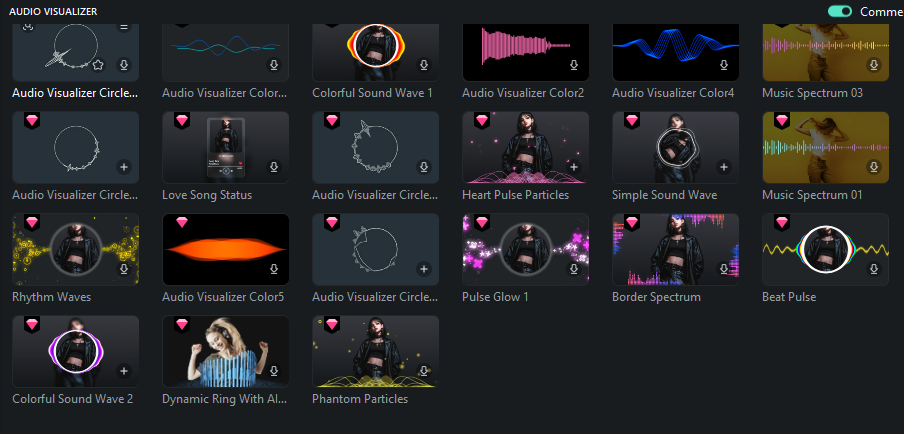 AUDIO VISUALIZER
Comme
Audio Visualizer Circle...
Audio Visualizer Color...
Colorful Sound Wave 1
Audio Visualizer Color2
Audio Visualizer Color4
Music Spectrum 03
Audio Visualizer Circle...
Love Song Status
Audio Visualizer Circle...
Heart Pulse Particles
Simple Sound Wave
Music Spectrum 01
Rhythm Waves
Audio Visualizer Color5
Audio Visualizer Circle...
Pulse Glow 1
Border Spectrum
Beat Pulse
Colorful Sound Wave 2
Dynamic Ring With Al...
Phantom Particles